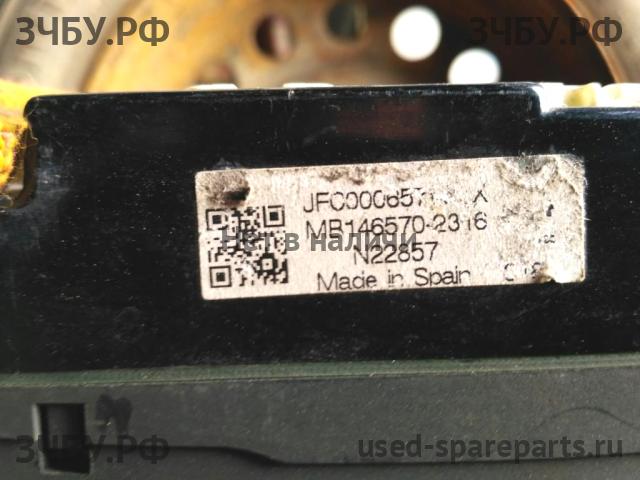 ЗЧБУ.РФ ЗЧБУ.РФ
MB146570-2316
Нет в наличии
N22857
Made in Spain
ЗЧБУ.РФ used-spareparts.ru